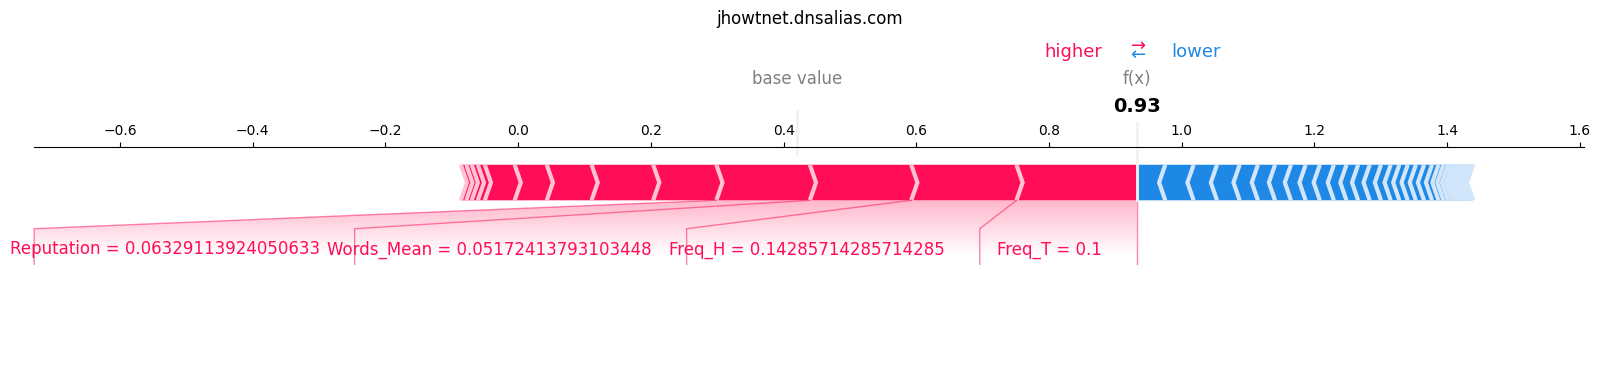 jhowtnet.dnsalias.com
higher → ← lower
base value f(x)
0.93
−0.6 −0.4 −0.2 0.0 0.2 0.4 0.6 0.8 1.0 1.2 1.4 1.6
Reputation = 0.06329113924050633 Words_Mean = 0.05172413793103448 Freq_H = 0.14285714285714285 Freq_T = 0.1